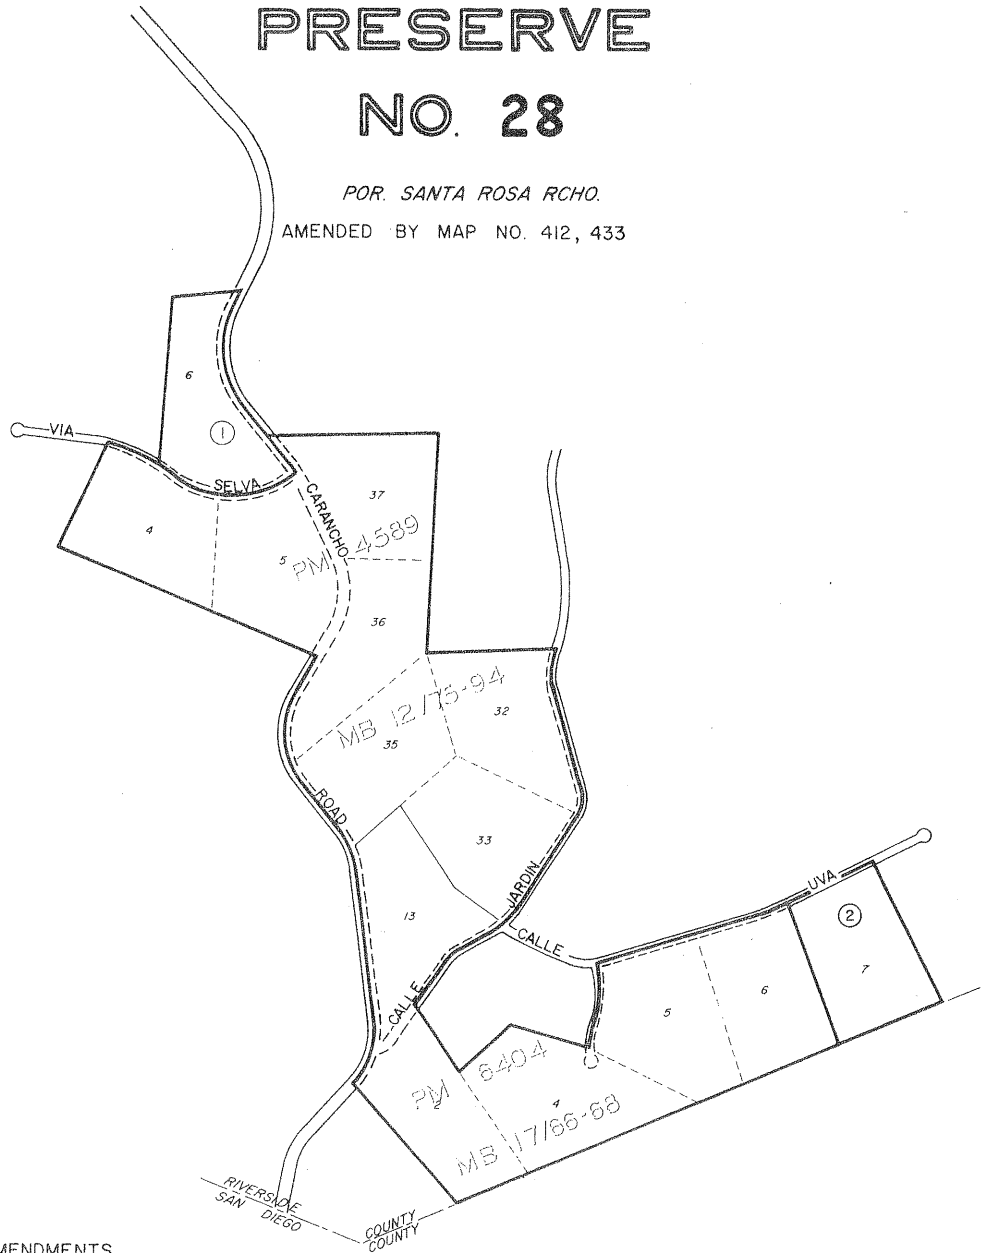 PRESERVE
NO. 28
POR. SANTA ROSA RCHO.
AMENDED BY MAP NO. 412, 433
6
1
VIA
SELVA
CARANCHO
37
4
5
PM 4589
36
MB 12/75-94
32
35
ROAD
33
13
JARDIN
CALLE
UVA
2
CALLE
7
6
5
PM 6404
2
4
MB 17/66-68
RIVERSIDE
SAN DIEGO
COUNTY
COUNTY
MENDMENTS